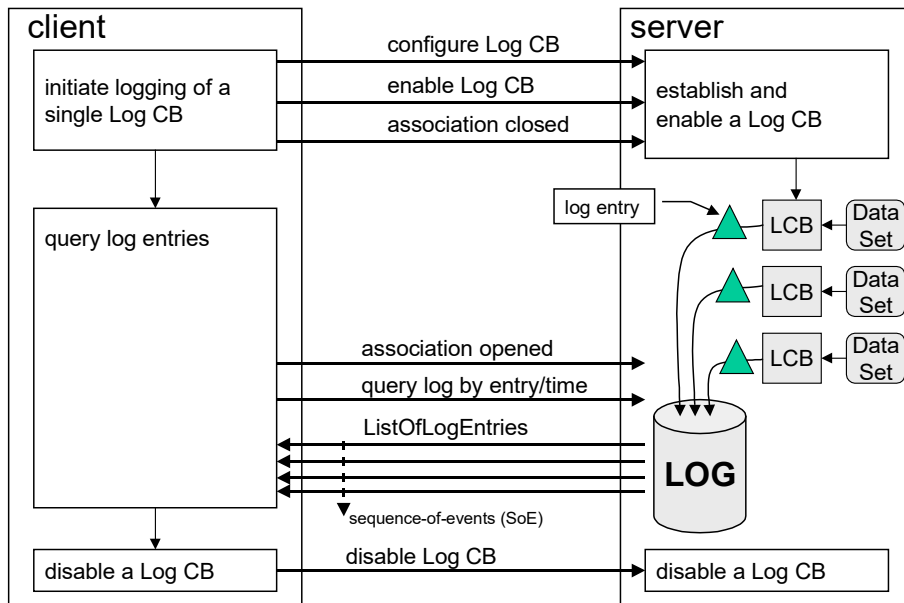 client
server
configure Log CB
initiate logging of a
single Log CB
enable Log CB
establish and
enable a Log CB
association closed
log entry
LCB
Data
Set
query log entries
LCB
Data
Set
association opened
LCB
Data
Set
query log by entry/time
ListOfLogEntries
LOG
sequence-of-events (SoE)
disable Log CB
disable a Log CB
disable a Log CB